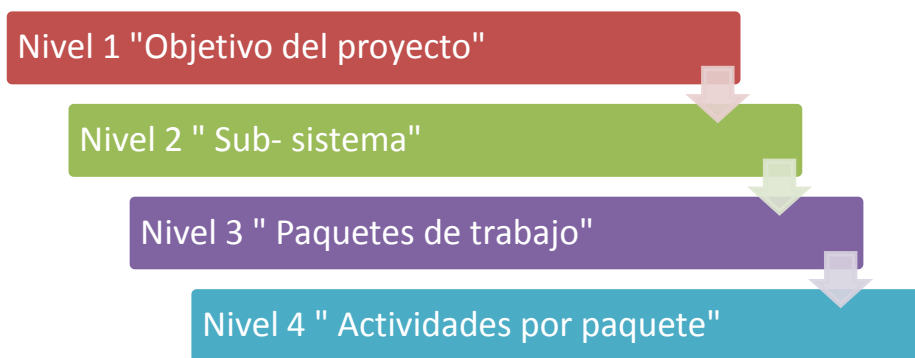 Nivel 1 "Objetivo del proyecto"
Nivel 2 " Sub- sistema"
Nivel 3 " Paquetes de trabajo"
Nivel 4 " Actividades por paquete"